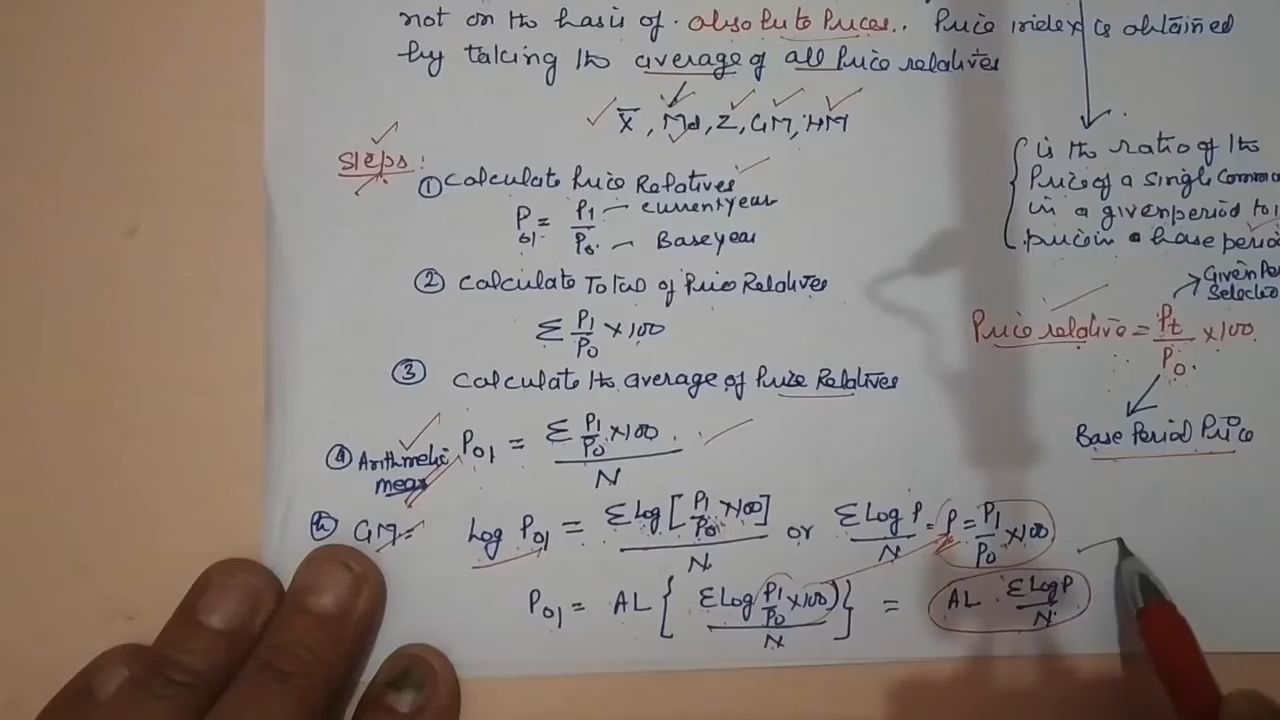 not on the basis of absolute Prices.. Price index is obtained
by taking the average of all Price relatives
X̅, Md, Z, GM, HM
Steps:
① Calculate Price Relatives
P01 = P1/P0
P1 – current year
P0 – Base year
② Calculate Total of Price Relatives
Σ P1/P0 × 100
③ Calculate the average of Price Relatives
ⓐ Arithmetic mean P01 = Σ P1/P0 × 100 / N
ⓑ GM = Log P01 = Σ Log [P1/P0 × 100] / N or Σ Log P / N = P = P1/P0 × 100
P01 = AL { Σ Log (P1/P0 × 100) / N } = AL Σ Log P / N
is the ratio of the
Price of a single Commo
in a given period to
price in a base perio
Given Pe
Selected
Price relative = Pt/P0 × 100
Base Period Price